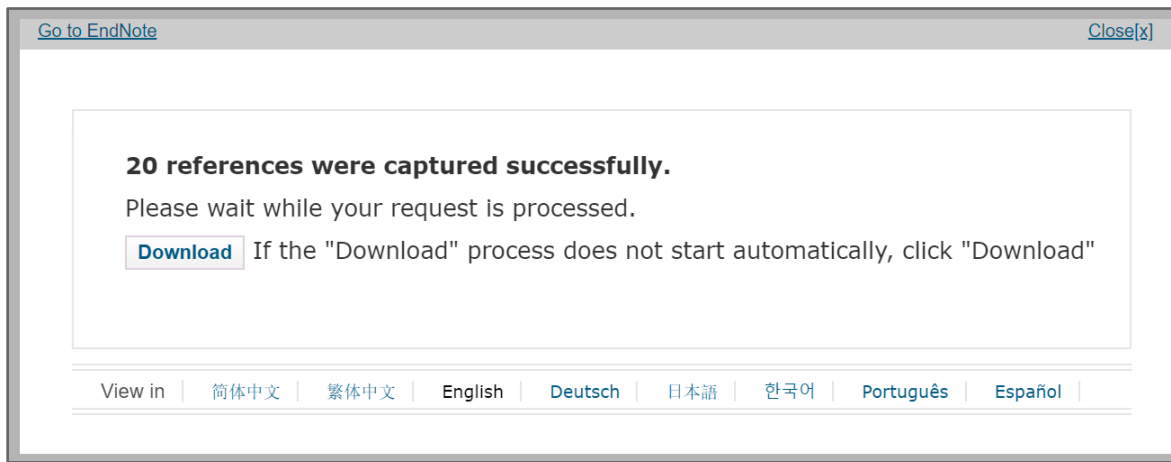 Go to EndNote Close[x]
20 references were captured successfully.
Please wait while your request is processed.
Download If the "Download" process does not start automatically, click "Download"
View in 简体中文 繁体中文 English Deutsch 日本語 한국어 Português Español